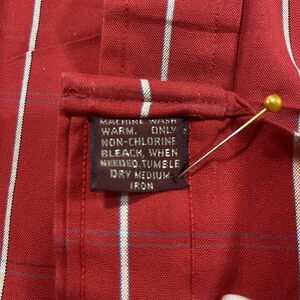 MACHINE WASH
WARM. ONLY
NON-CHLORINE
BLEACH, WHEN
NEEDED. TUMBLE
DRY MEDIUM.
IRON